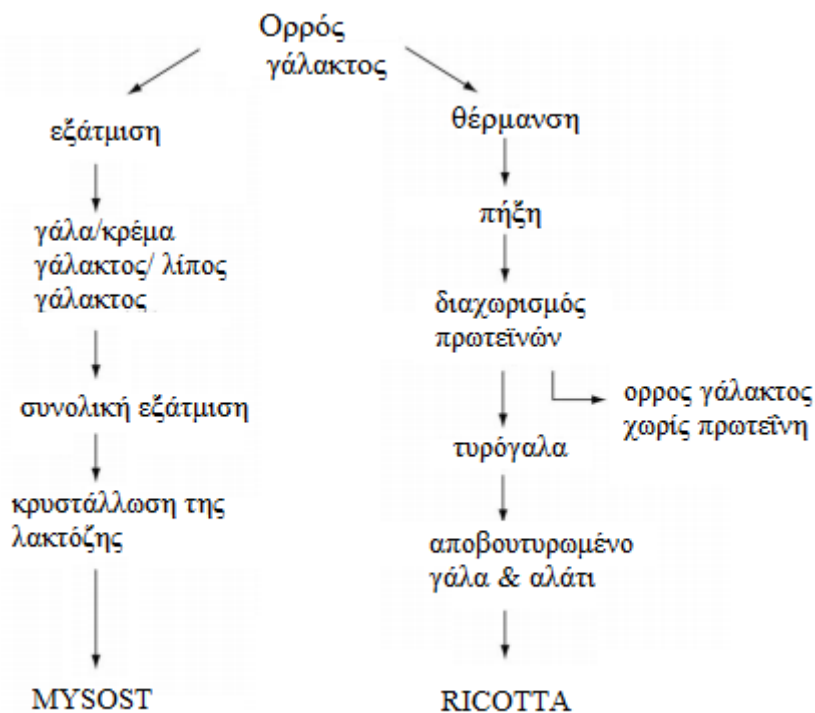 Ορρός
γάλακτος
εξάτμιση
γάλα/κρέμα
γάλακτος/ λίπος
γάλακτος
συνολική εξάτμιση
κρυστάλλωση της
λακτόζης
MYSOST
θέρμανση
πήξη
διαχωρισμός
πρωτεϊνών
ορρος γάλακτος
χωρίς πρωτεΐνη
τυρόγαλα
αποβουτυρωμένο
γάλα & αλάτι
RICOTTA